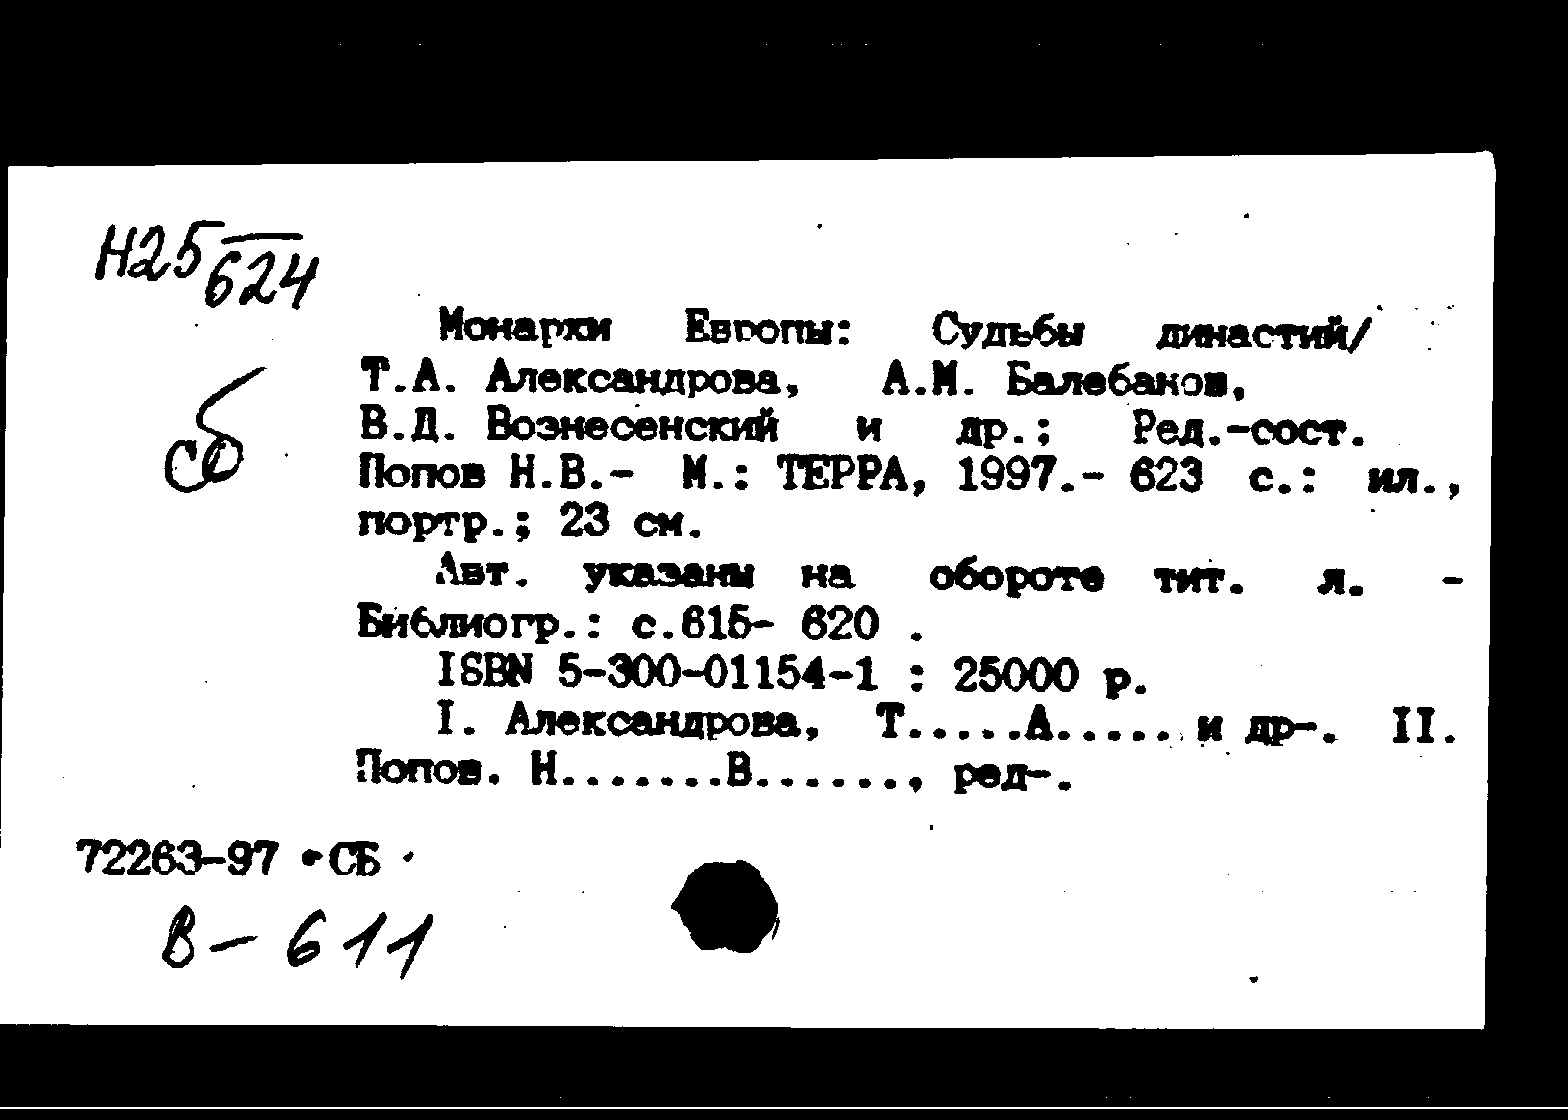 Н25 624
Монархи Европы: Судьбы династий/
Т.А. Александрова, А.М. Балебанов,
сб
В.Д. Вознесенский и др.; Ред.-сост.
Попов Н.В.- М.: ТЕРРА, 1997.- 623 с.: ил.,
портр.; 23 см.
Авт. указаны на обороте тит. л. -
Библиогр.: с.615- 620 .
ISBN 5-300-01154-1 : 25000 р.
I. Александрова, Т.....А..... и др-. II.
Попов. Н.......В......., ред-.
72263-97 СБ
В-611